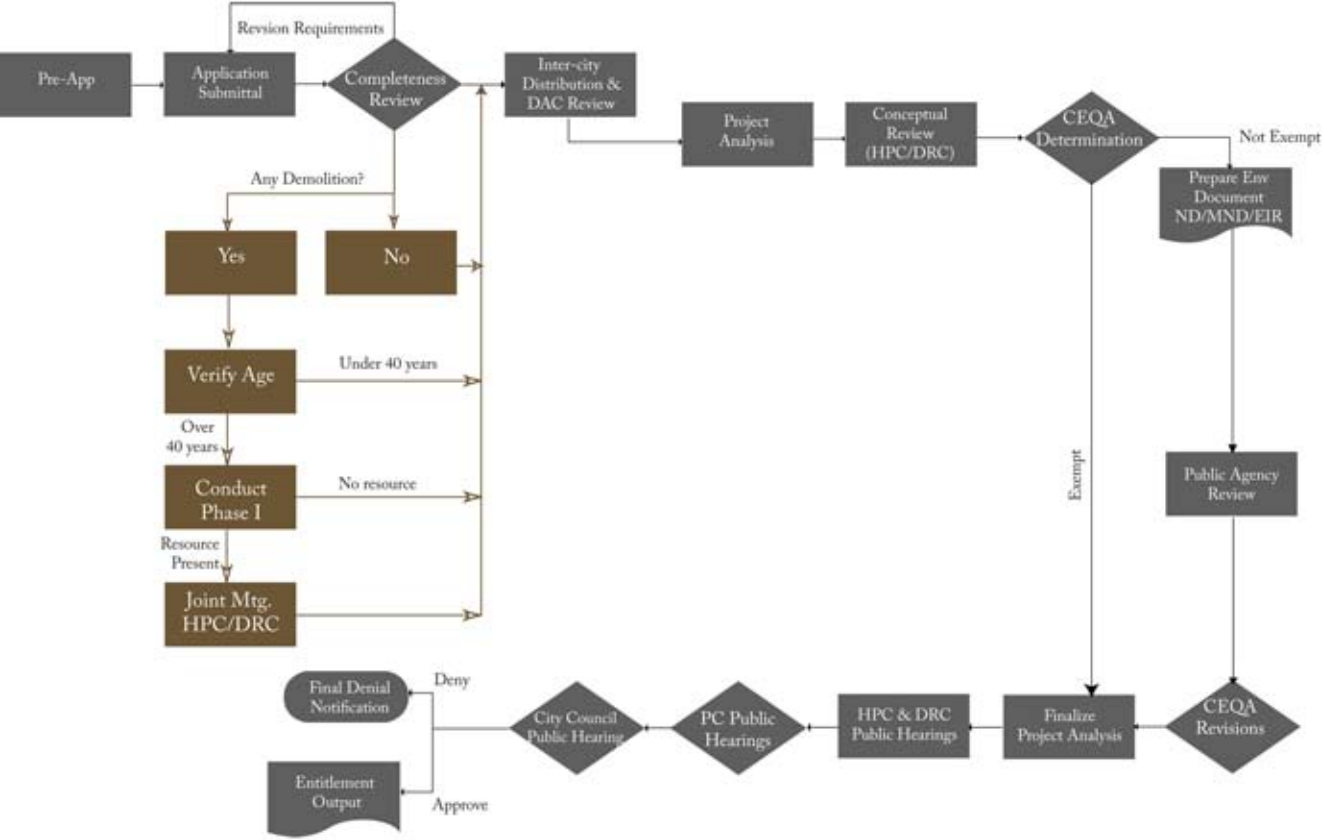 Revsion Requirements
Pre-App
Application
Submittal
Completeness
Review
Inter-city
Distribution &
DAC Review
Project
Analysis
Conceptual
Review
(HPC/DRC)
CEQA
Determination
Not Exempt
Prepare Env
Document
ND/MND/EIR
Any Demolition?
Yes
No
Verify Age
Under 40 years
Over
40 years
Conduct
Phase I
No resource
Resource
Present
Joint Mtg.
HPC/DRC
Exempt
Public Agency
Review
CEQA
Revisions
Finalize
Project Analysis
HPC & DRC
Public Hearings
PC Public
Hearings
City Council
Public Hearing
Deny
Final Denial
Notification
Entitlement
Output
Approve